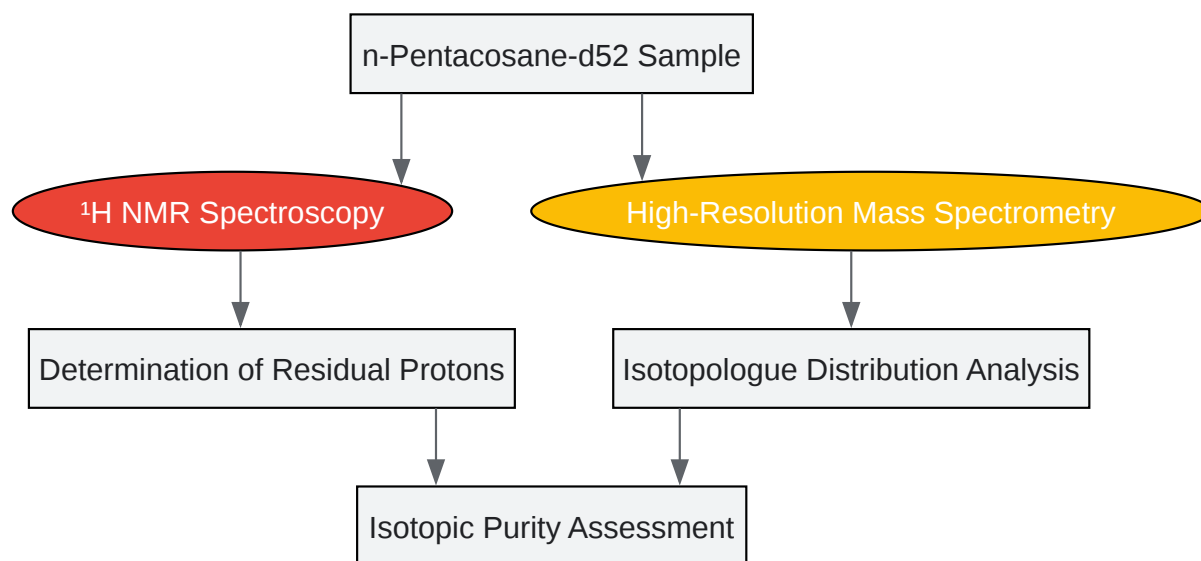 n-Pentacosane-d52 Sample
¹H NMR Spectroscopy
High-Resolution Mass Spectrometry
Determination of Residual Protons
Isotopologue Distribution Analysis
Isotopic Purity Assessment